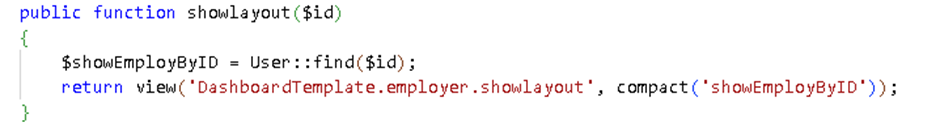 public function showlayout($id)
{
$showEmployByID = User::find($id);
return view('DashboardTemplate.employer.showlayout', compact('showEmployByID'));
}